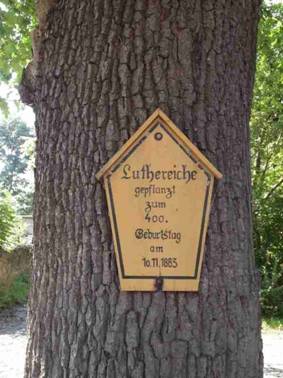 Luthereiche
gepflanzt
zum
400.
Geburtstag
am
10.11.1883